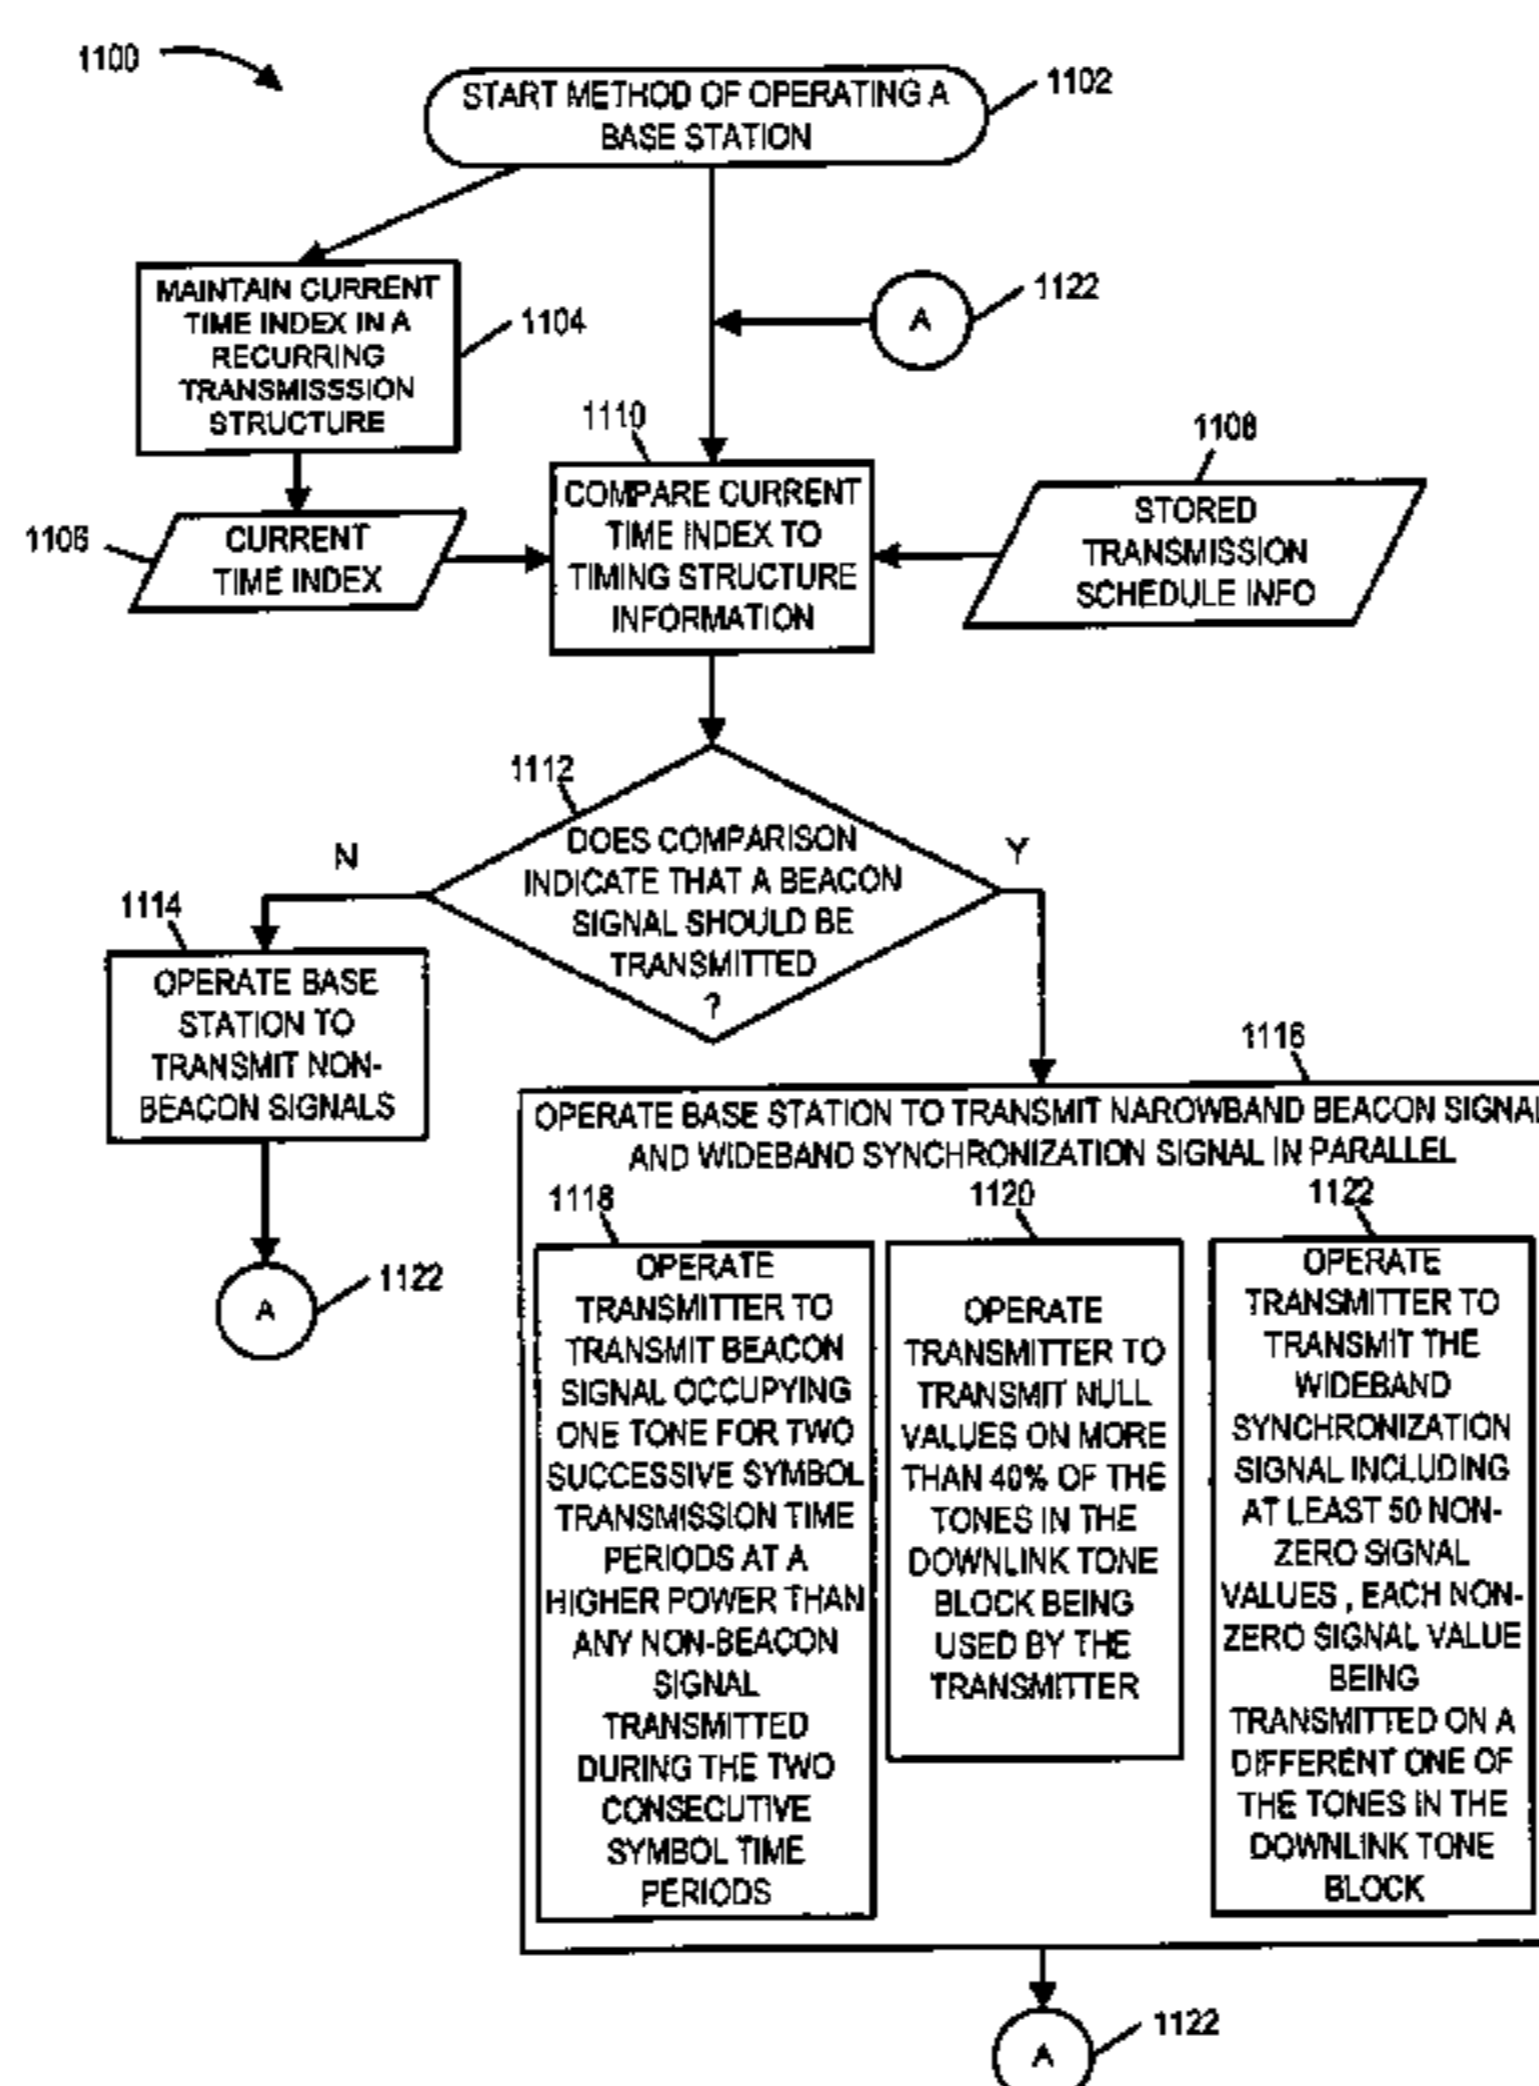 1100
START METHOD OF OPERATING A
BASE STATION
1102
MAINTAIN CURRENT
TIME INDEX IN A
RECURRING
TRANSMISSSION
STRUCTURE
1104
A
1122
1110
COMPARE CURRENT
TIME INDEX TO
TIMING STRUCTURE
INFORMATION
1106
CURRENT
TIME INDEX
1108
STORED
TRANSMISSION
SCHEDULE INFO
1112
DOES COMPARISON
INDICATE THAT A BEACON
SIGNAL SHOULD BE
TRANSMITTED
?
N
Y
1114
OPERATE BASE
STATION TO
TRANSMIT NON-
BEACON SIGNALS
A
1122
1116
OPERATE BASE STATION TO TRANSMIT NAROWBAND BEACON SIGNAL
AND WIDEBAND SYNCHRONIZATION SIGNAL IN PARALLEL
1118
OPERATE
TRANSMITTER TO
TRANSMIT BEACON
SIGNAL OCCUPYING
ONE TONE FOR TWO
SUCCESSIVE SYMBOL
TRANSMISSION TIME
PERIODS AT A
HIGHER POWER THAN
ANY NON-BEACON
SIGNAL
TRANSMITTED
DURING THE TWO
CONSECUTIVE
SYMBOL TIME
PERIODS
1120
OPERATE
TRANSMITTER TO
TRANSMIT NULL
VALUES ON MORE
THAN 40% OF THE
TONES IN THE
DOWNLINK TONE
BLOCK BEING
USED BY THE
TRANSMITTER
1122
OPERATE
TRANSMITTER TO
TRANSMIT THE
WIDEBAND
SYNCHRONIZATION
SIGNAL INCLUDING
AT LEAST 50 NON-
ZERO SIGNAL
VALUES , EACH NON-
ZERO SIGNAL VALUE
BEING
TRANSMITTED ON A
DIFFERENT ONE OF
THE TONES IN THE
DOWNLINK TONE
BLOCK
A
1122